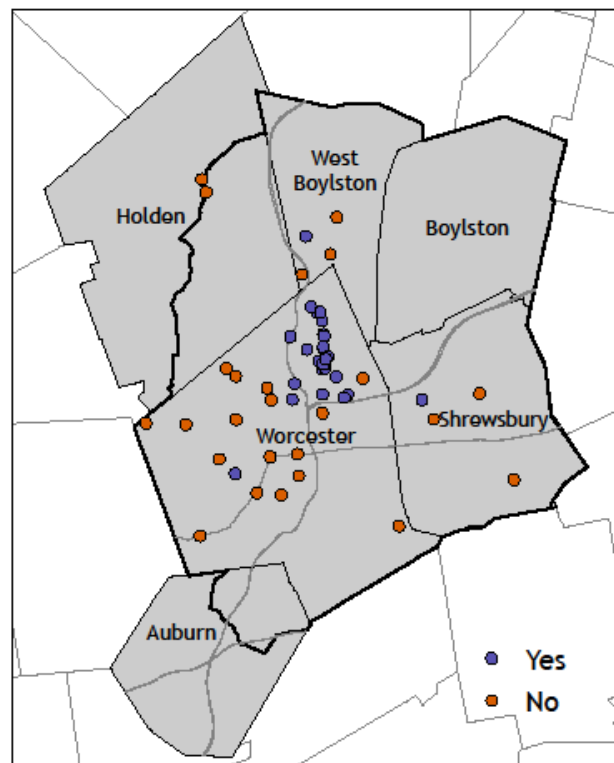 West
Boylston
Holden
Boylston
Shrewsbury
Worcester
Auburn
Yes
No